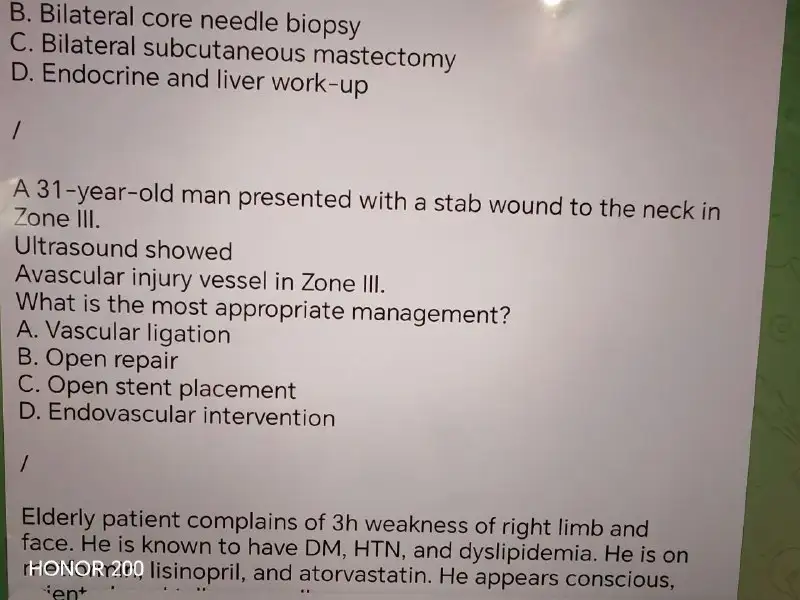 B. Bilateral core needle biopsy
C. Bilateral subcutaneous mastectomy
D. Endocrine and liver work-up
/
A 31-year-old man presented with a stab wound to the neck in
Zone III.
Ultrasound showed
Avascular injury vessel in Zone III.
What is the most appropriate management?
A. Vascular ligation
B. Open repair
C. Open stent placement
D. Endovascular intervention
/
Elderly patient complains of 3h weakness of right limb and
face. He is known to have DM, HTN, and dyslipidemia. He is on
lisinopril, and atorvastatin. He appears conscious,
HONOR 200